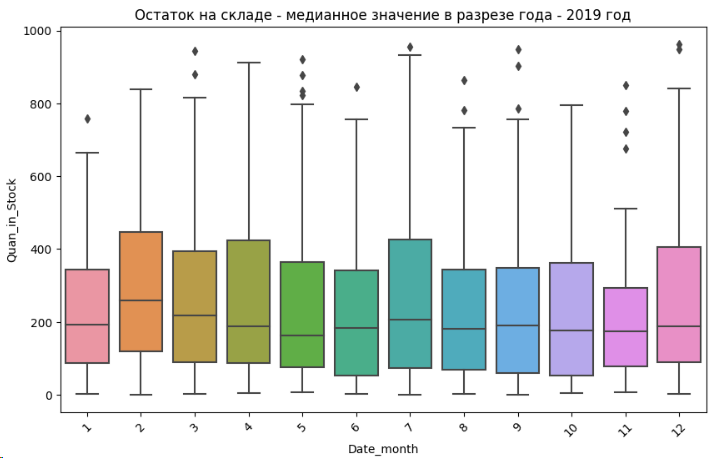 Остаток на складе - медианное значение в разрезе года - 2019 год
1000
800
600
400
200
0
Quan_in_Stock
1 2 3 4 5 6 7 8 9 10 11 12
Date_month